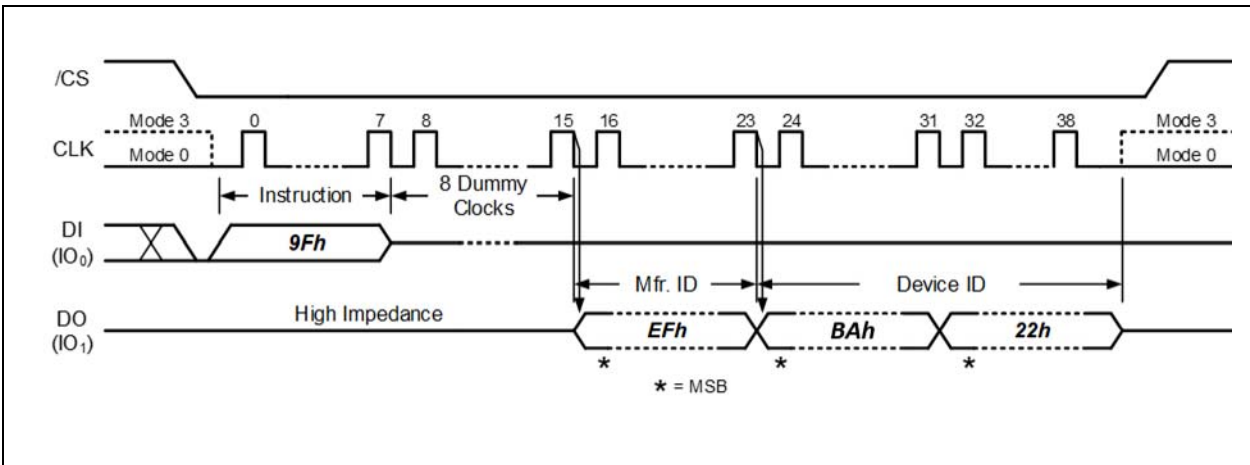 /CS
Mode 3 0 7 8 15 16 23 24 31 32 38 Mode 3
CLK
Mode 0 Mode 0
Instruction 8 Dummy
Clocks
DI
(IO₀) 9Fh
Mfr. ID Device ID
DO High Impedance
(IO₁) EFh BAh 22h
* * *
* = MSB